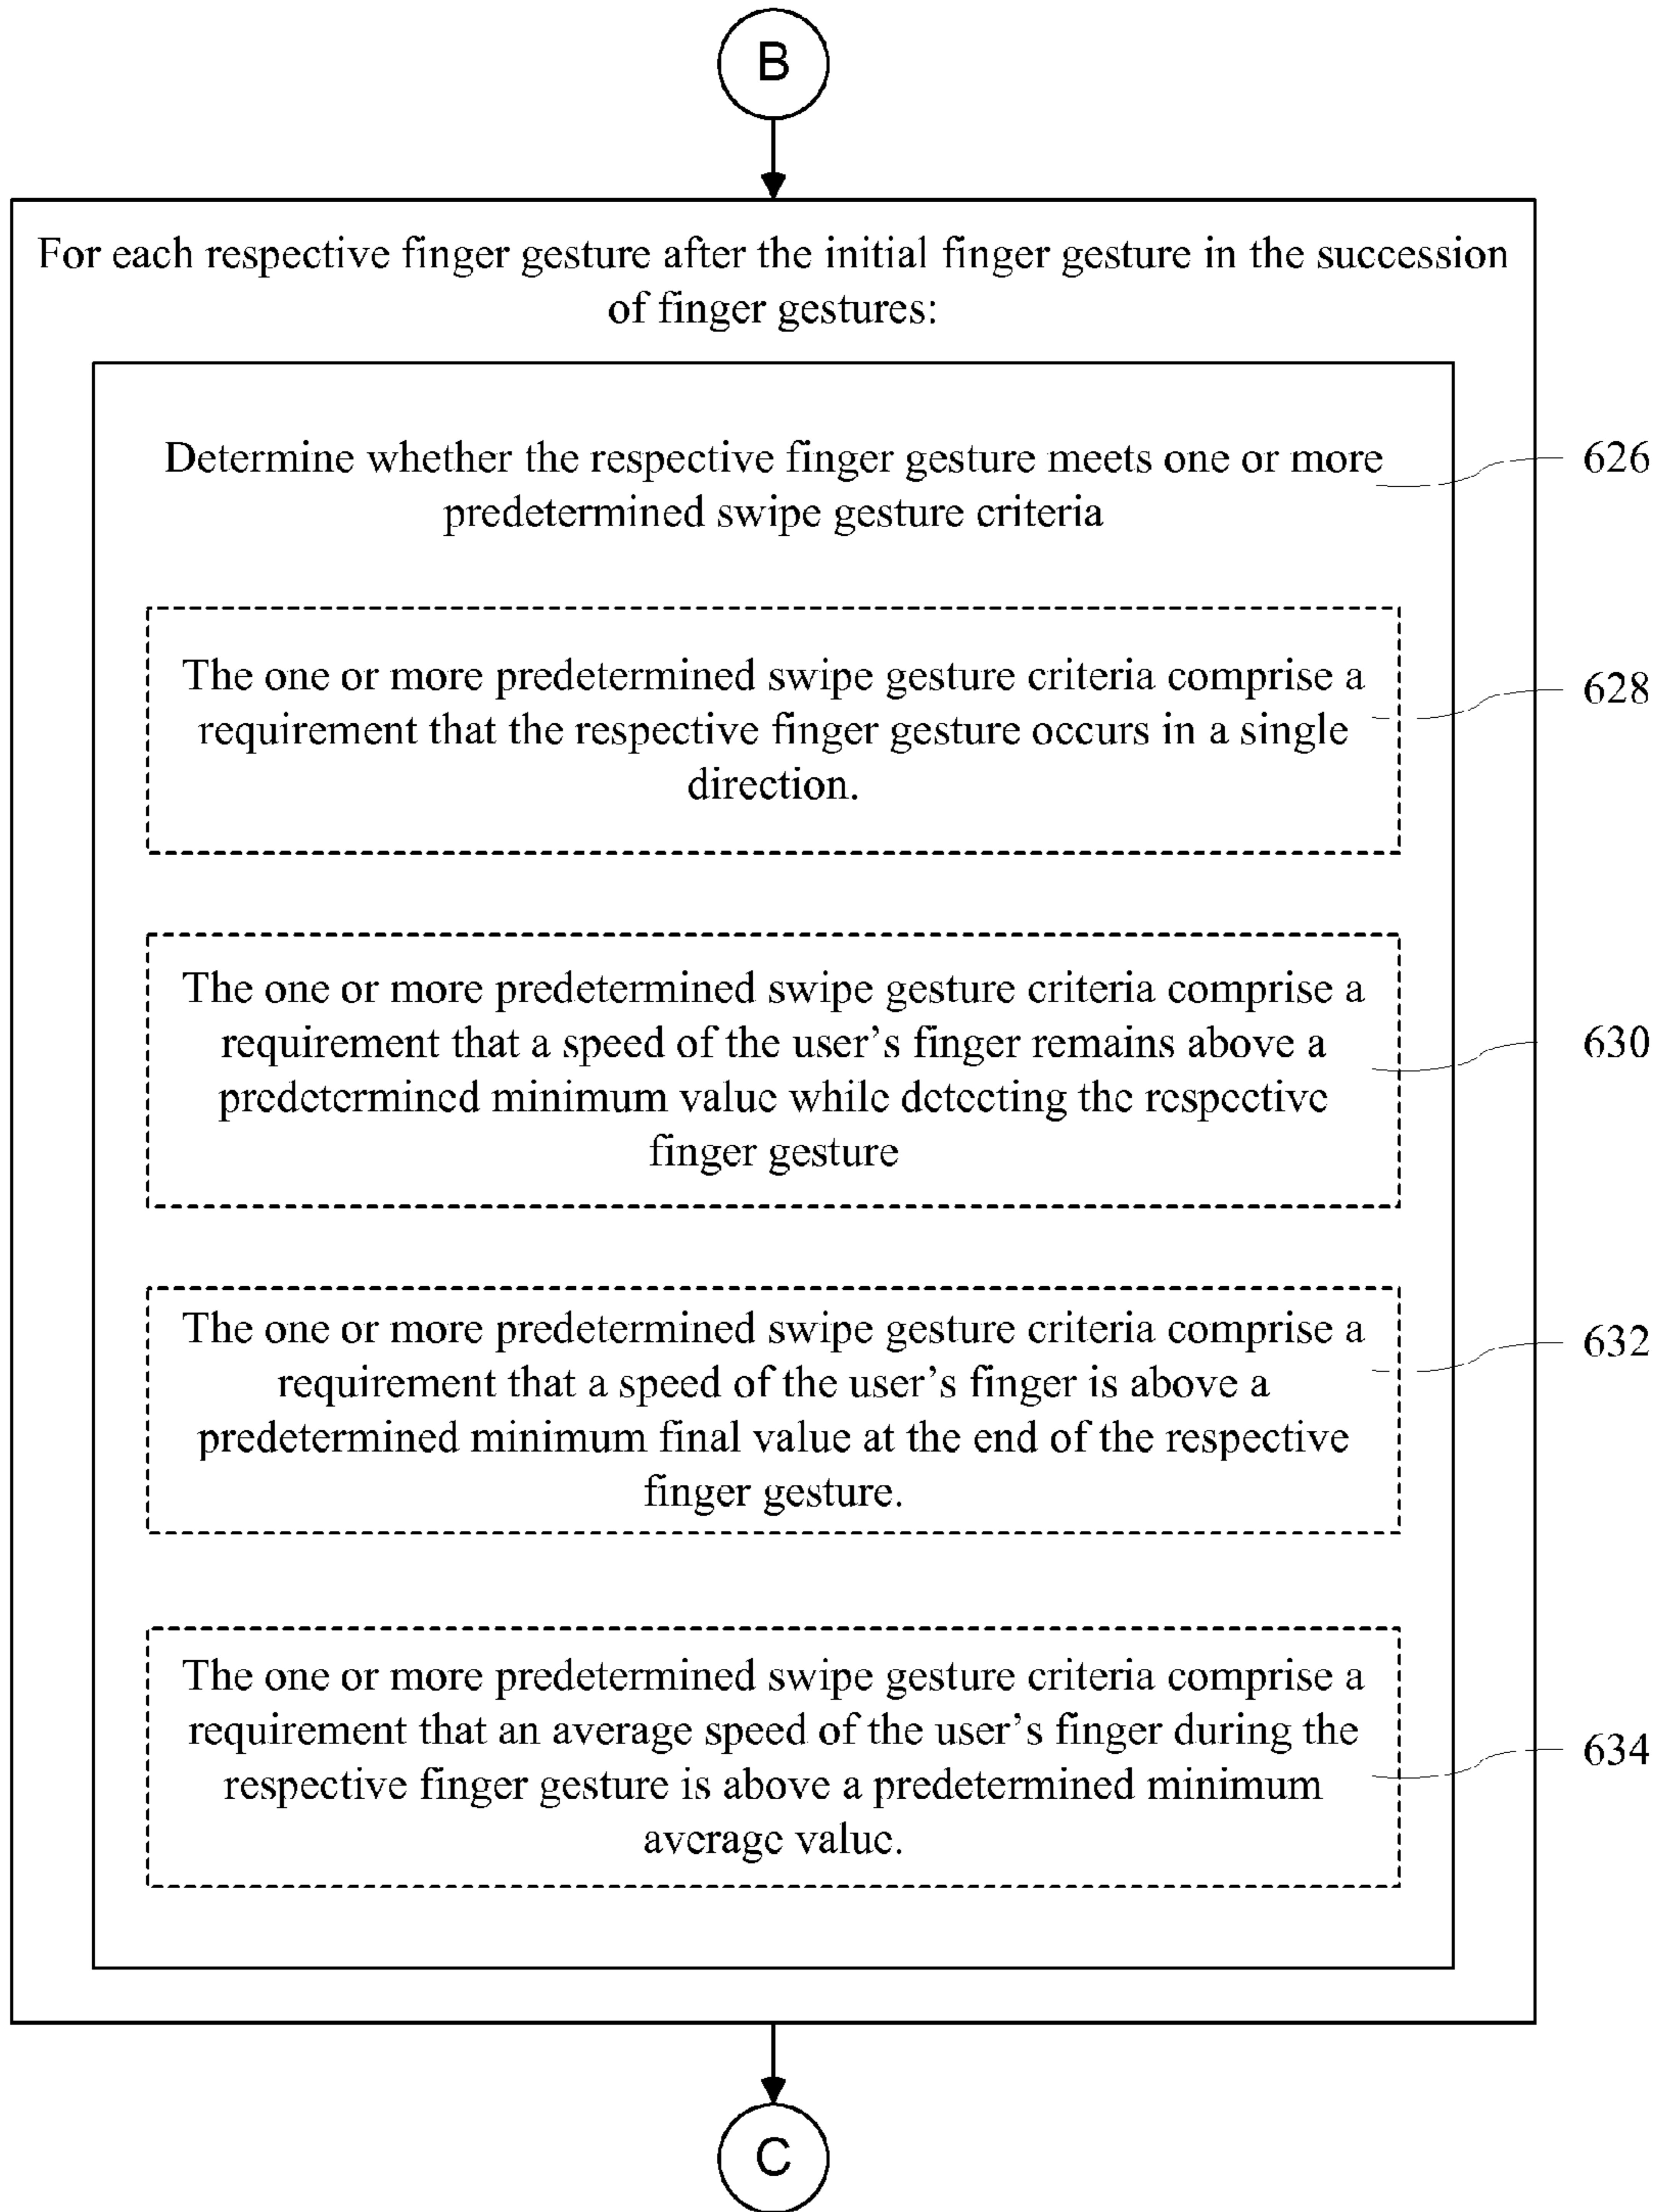 B
For each respective finger gesture after the initial finger gesture in the succession
of finger gestures:
Determine whether the respective finger gesture meets one or more
predetermined swipe gesture criteria
626
The one or more predetermined swipe gesture criteria comprise a
requirement that the respective finger gesture occurs in a single
direction.
628
The one or more predetermined swipe gesture criteria comprise a
requirement that a speed of the user's finger remains above a
predetermined minimum value while detecting the respective
finger gesture
630
The one or more predetermined swipe gesture criteria comprise a
requirement that a speed of the user's finger is above a
predetermined minimum final value at the end of the respective
finger gesture.
632
The one or more predetermined swipe gesture criteria comprise a
requirement that an average speed of the user's finger during the
respective finger gesture is above a predetermined minimum
average value.
634
C